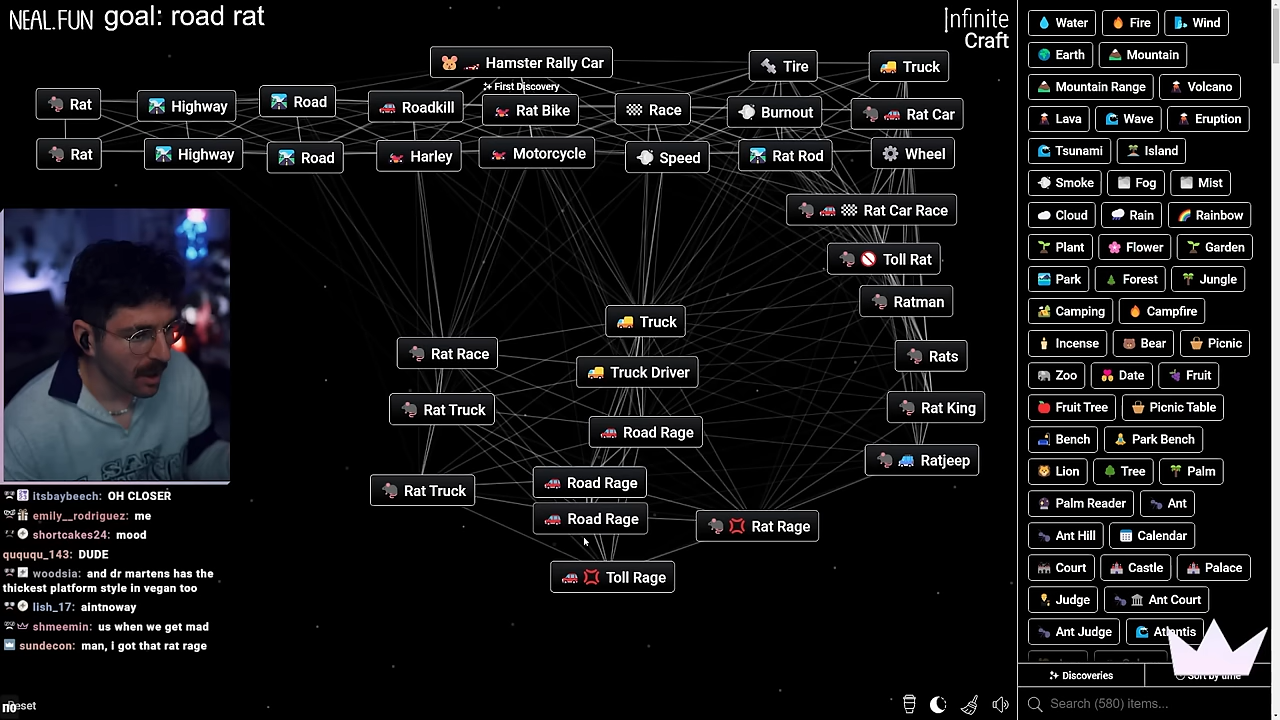 NEAL.FUN
goal: road rat
Infinite
Craft
Hamster Rally Car
Tire
Truck
First Discovery
Rat
Highway
Road
Roadkill
Rat Bike
Race
Burnout
Rat Car
Rat
Highway
Road
Harley
Motorcycle
Speed
Rat Rod
Wheel
Rat Car Race
Toll Rat
Ratman
Truck
Rat Race
Truck Driver
Rats
Rat Truck
Rat King
Road Rage
Ratjeep
Rat Truck
Road Rage
Road Rage
Rat Rage
Toll Rage
itsbaybeech: OH CLOSER
emily__rodriguez: me
shortcakes24: mood
quququ_143: DUDE
woodsia: and dr martens has the
thickest platform style in vegan too
lish_17: aintnoway
shmeemin: us when we get mad
sundecon: man, i got that rat rage
Reset
Water
Fire
Wind
Earth
Mountain
Mountain Range
Volcano
Lava
Wave
Eruption
Tsunami
Island
Smoke
Fog
Mist
Cloud
Rain
Rainbow
Plant
Flower
Garden
Park
Forest
Jungle
Camping
Campfire
Incense
Bear
Picnic
Zoo
Date
Fruit
Fruit Tree
Picnic Table
Bench
Park Bench
Lion
Tree
Palm
Palm Reader
Ant
Ant Hill
Calendar
Court
Castle
Palace
Judge
Ant Court
Ant Judge
Atlantis
Discoveries
Sort by time
Search (580) items...